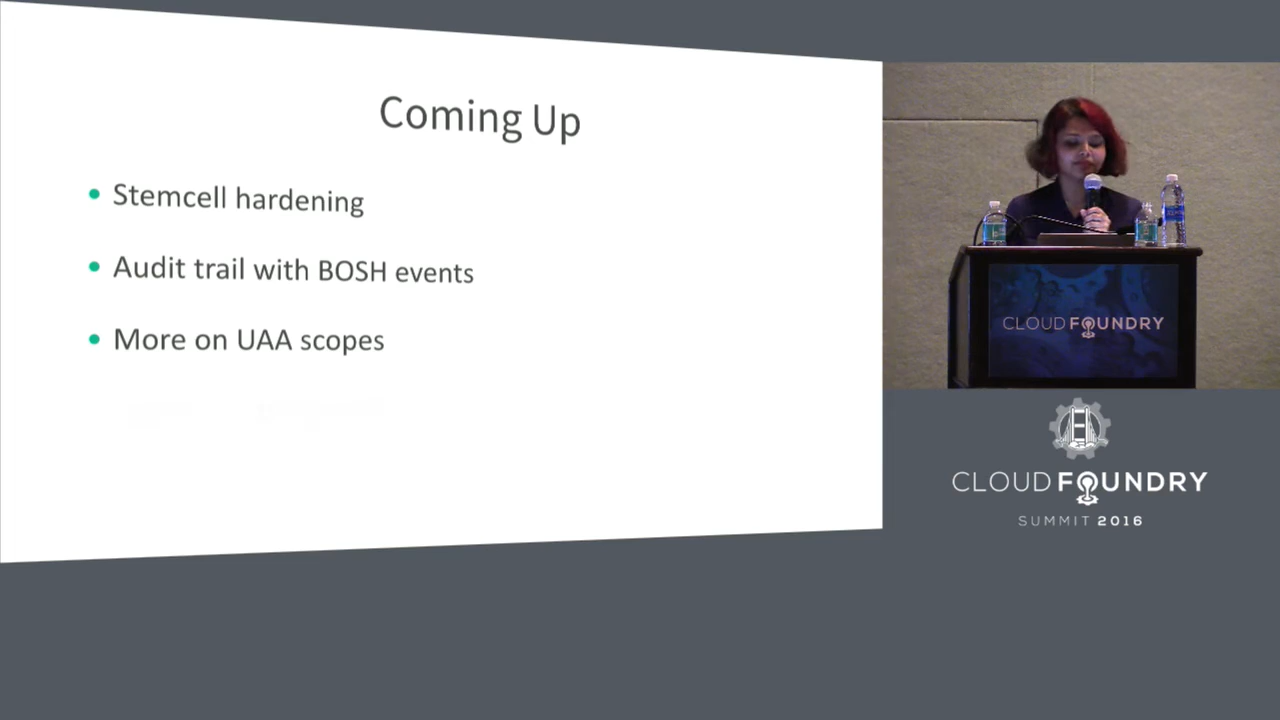 Coming Up
Stemcell hardening
Audit trail with BOSH events
More on UAA scopes
CLOUD FOUNDRY
CLOUD FOUNDRY
SUMMIT 2016